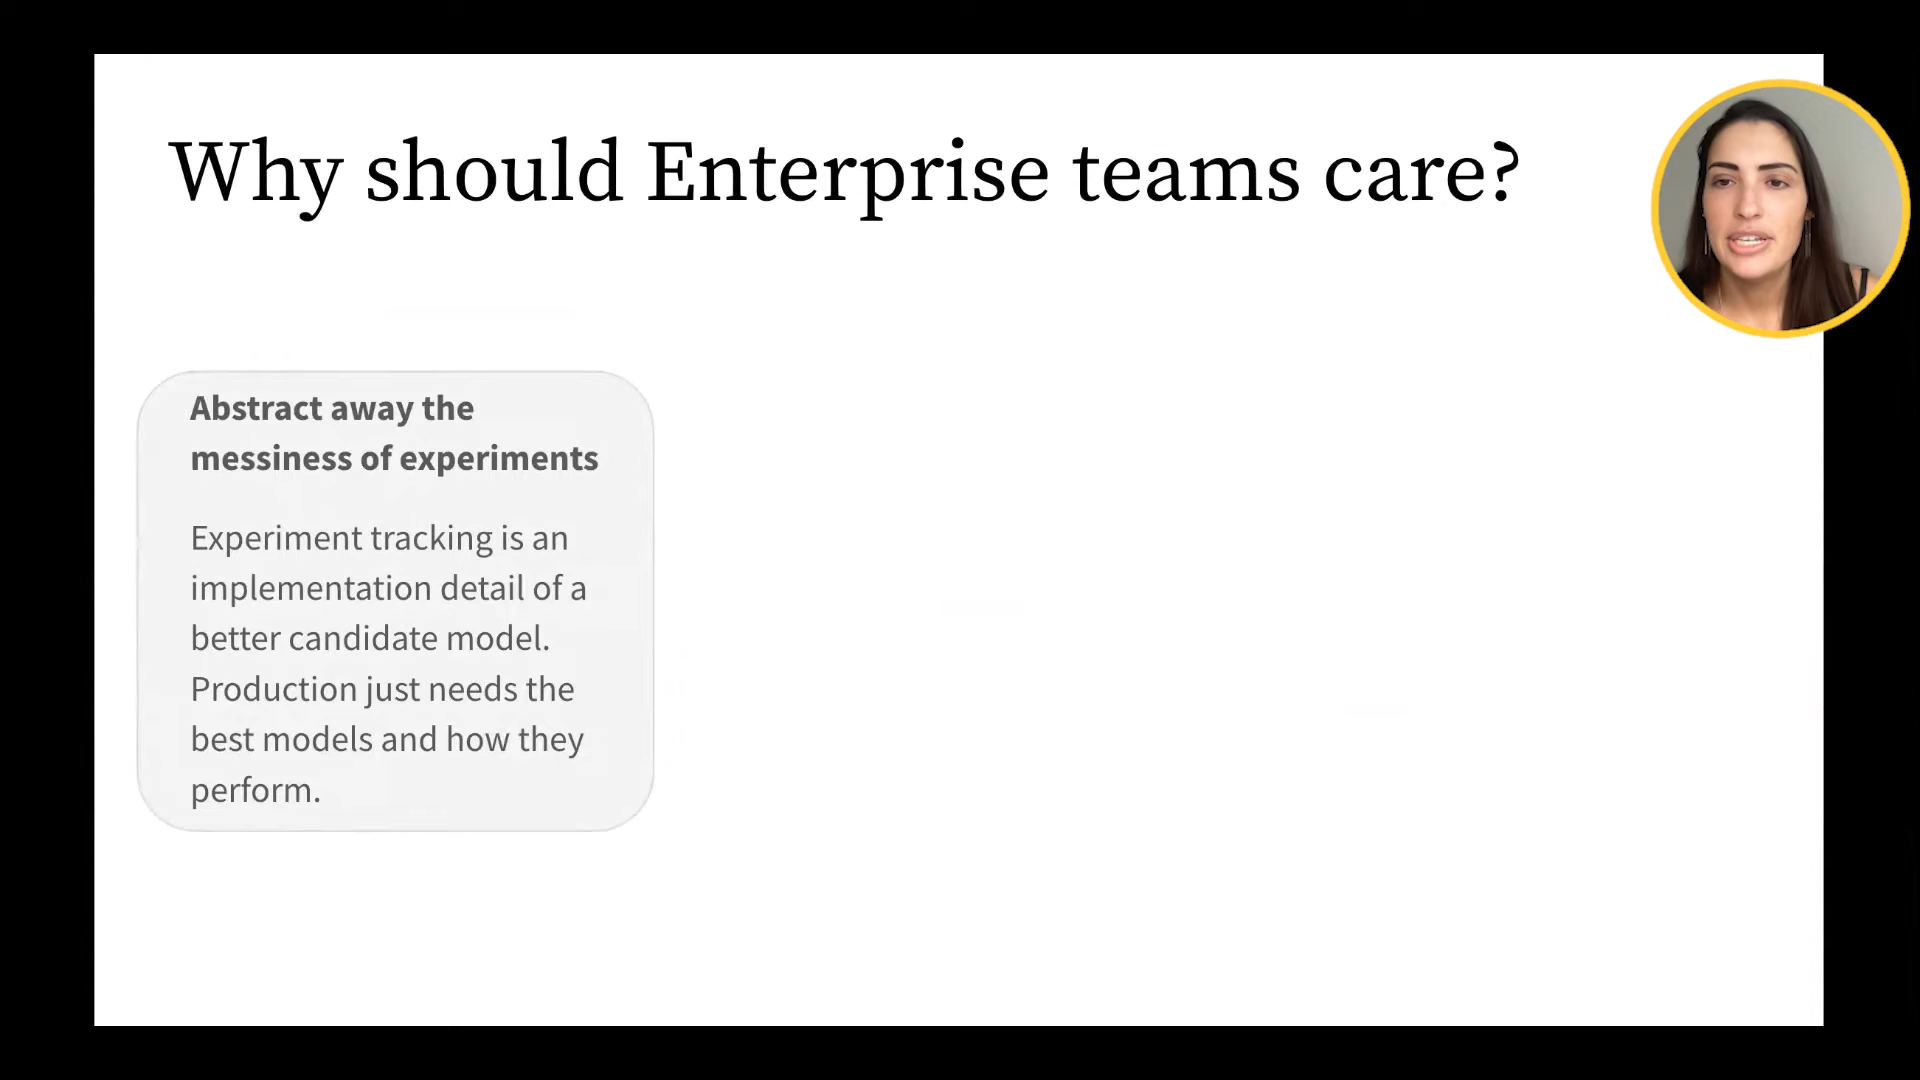 Why should Enterprise teams care?
Abstract away the
messiness of experiments
Experiment tracking is an
implementation detail of a
better candidate model.
Production just needs the
best models and how they
perform.